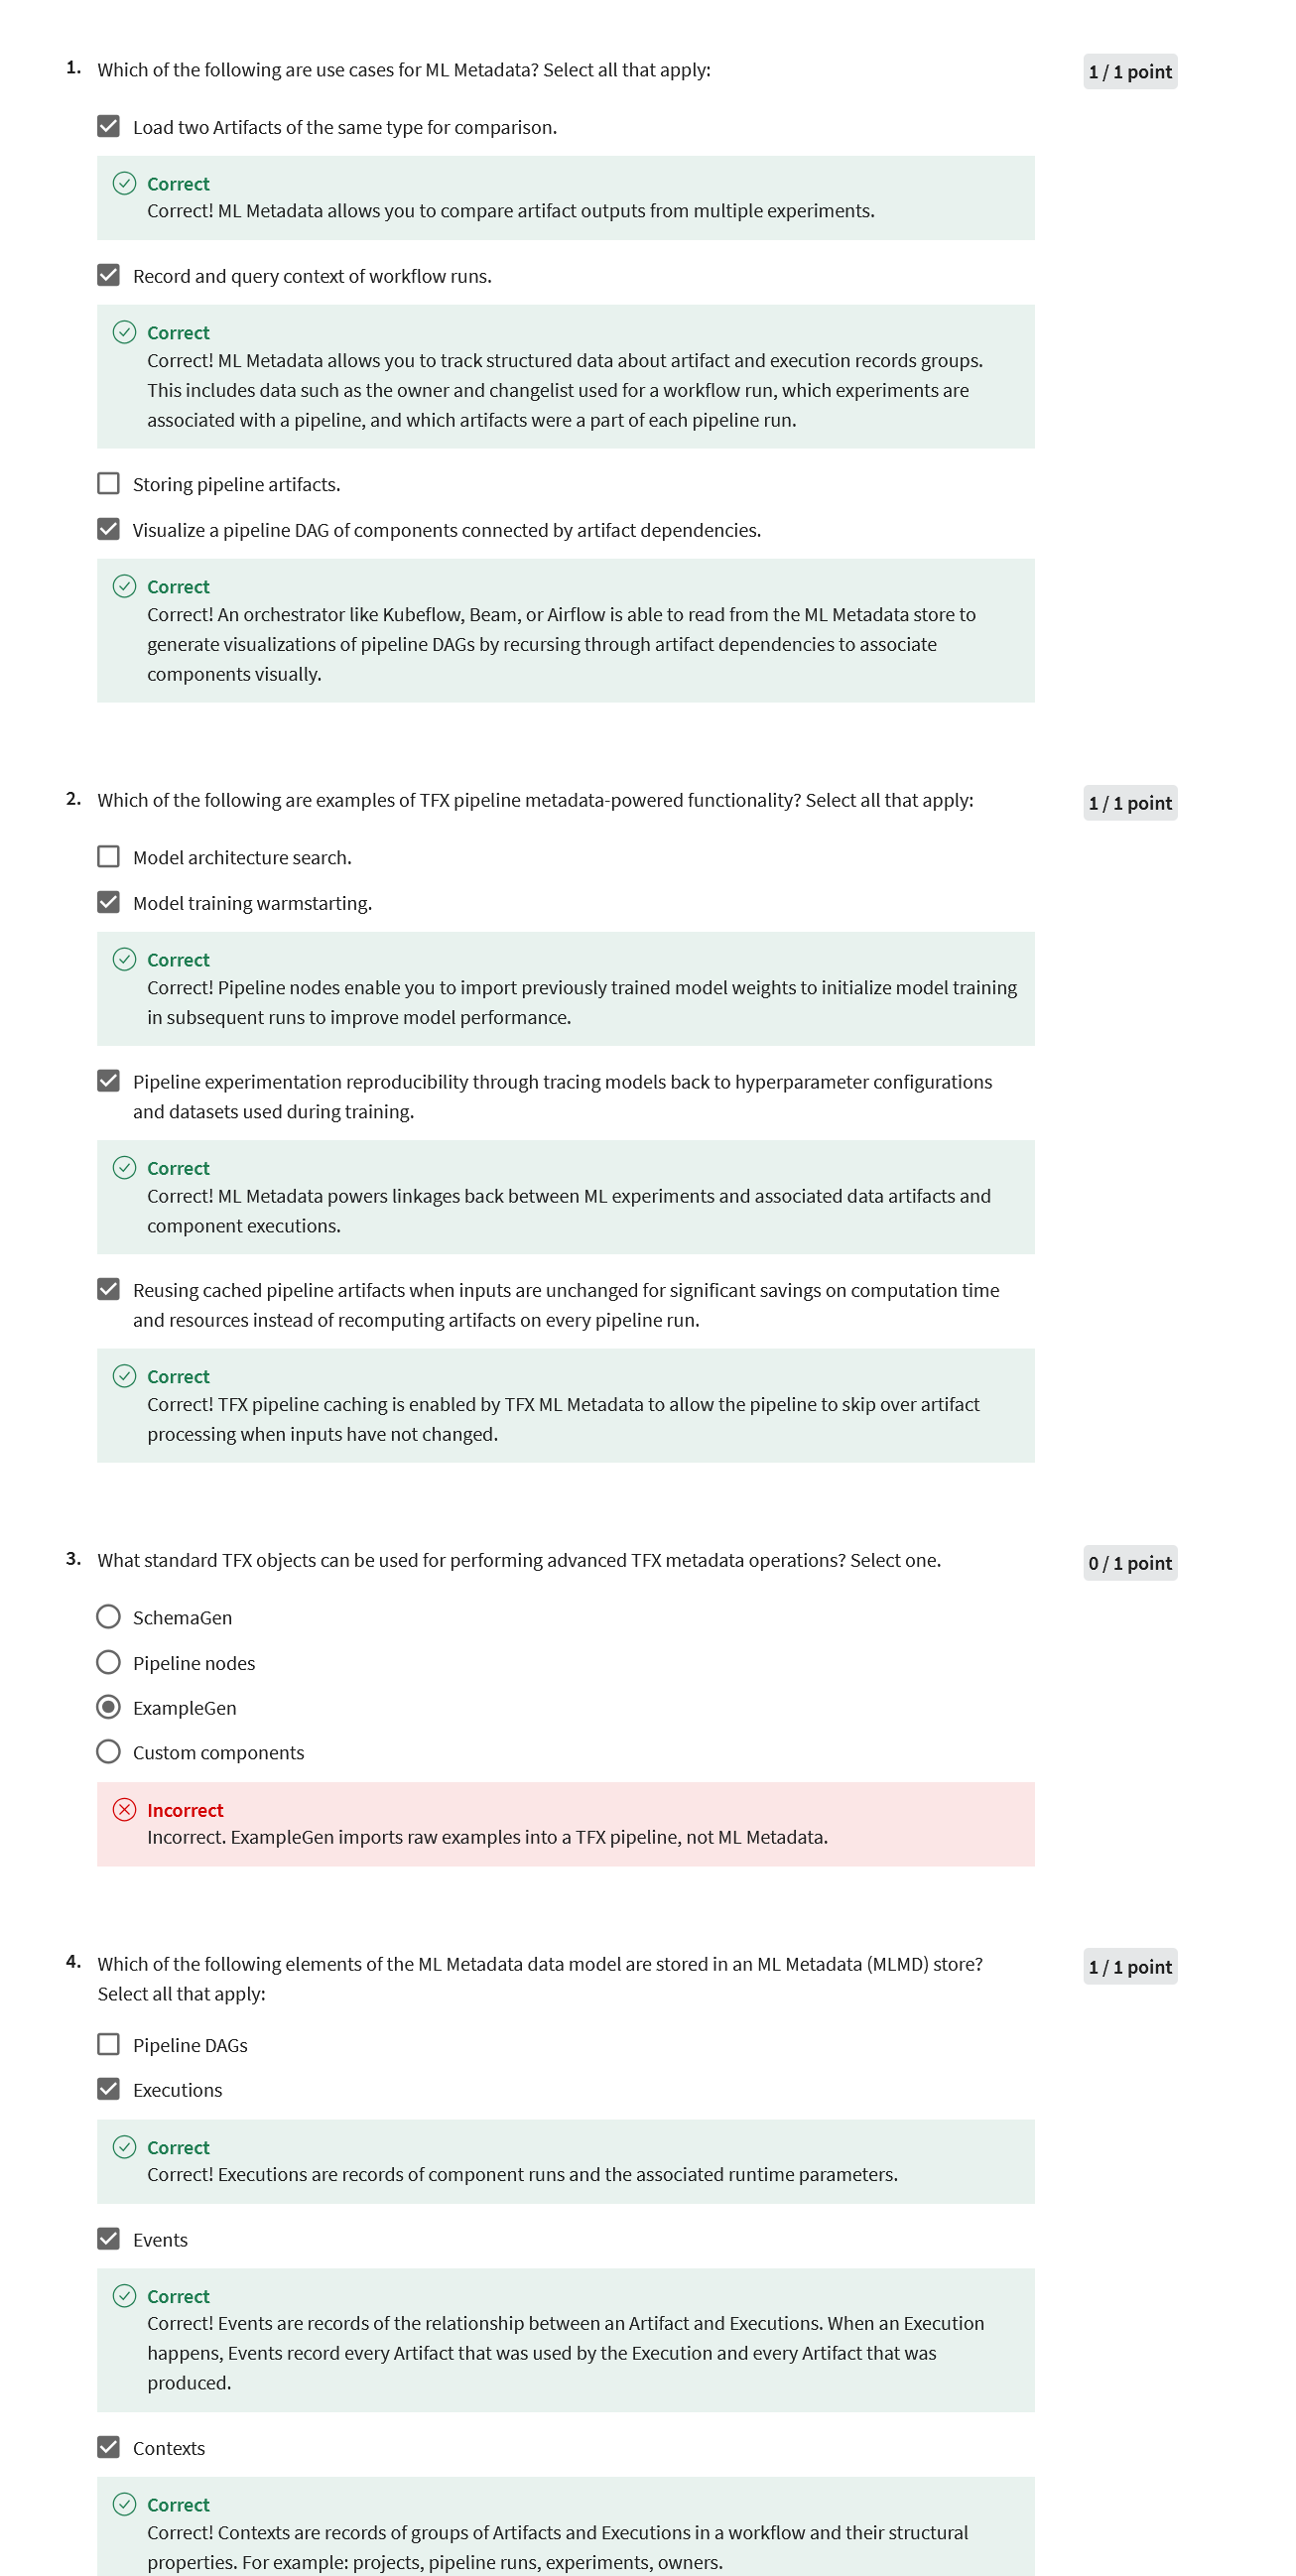 1. Which of the following are use cases for ML Metadata? Select all that apply:
1 / 1 point
Load two Artifacts of the same type for comparison.
Correct
Correct! ML Metadata allows you to compare artifact outputs from multiple experiments.
Record and query context of workflow runs.
Correct
Correct! ML Metadata allows you to track structured data about artifact and execution records groups.
This includes data such as the owner and changelist used for a workflow run, which experiments are
associated with a pipeline, and which artifacts were a part of each pipeline run.
Storing pipeline artifacts.
Visualize a pipeline DAG of components connected by artifact dependencies.
Correct
Correct! An orchestrator like Kubeflow, Beam, or Airflow is able to read from the ML Metadata store to
generate visualizations of pipeline DAGs by recursing through artifact dependencies to associate
components visually.
2. Which of the following are examples of TFX pipeline metadata-powered functionality? Select all that apply:
1 / 1 point
Model architecture search.
Model training warmstarting.
Correct
Correct! Pipeline nodes enable you to import previously trained model weights to initialize model training
in subsequent runs to improve model performance.
Pipeline experimentation reproducibility through tracing models back to hyperparameter configurations
and datasets used during training.
Correct
Correct! ML Metadata powers linkages back between ML experiments and associated data artifacts and
component executions.
Reusing cached pipeline artifacts when inputs are unchanged for significant savings on computation time
and resources instead of recomputing artifacts on every pipeline run.
Correct
Correct! TFX pipeline caching is enabled by TFX ML Metadata to allow the pipeline to skip over artifact
processing when inputs have not changed.
3. What standard TFX objects can be used for performing advanced TFX metadata operations? Select one.
0 / 1 point
SchemaGen
Pipeline nodes
ExampleGen
Custom components
Incorrect
Incorrect. ExampleGen imports raw examples into a TFX pipeline, not ML Metadata.
4. Which of the following elements of the ML Metadata data model are stored in an ML Metadata (MLMD) store?
Select all that apply:
1 / 1 point
Pipeline DAGs
Executions
Correct
Correct! Executions are records of component runs and the associated runtime parameters.
Events
Correct
Correct! Events are records of the relationship between an Artifact and Executions. When an Execution
happens, Events record every Artifact that was used by the Execution and every Artifact that was
produced.
Contexts
Correct
Correct! Contexts are records of groups of Artifacts and Executions in a workflow and their structural
properties. For example: projects, pipeline runs, experiments, owners.